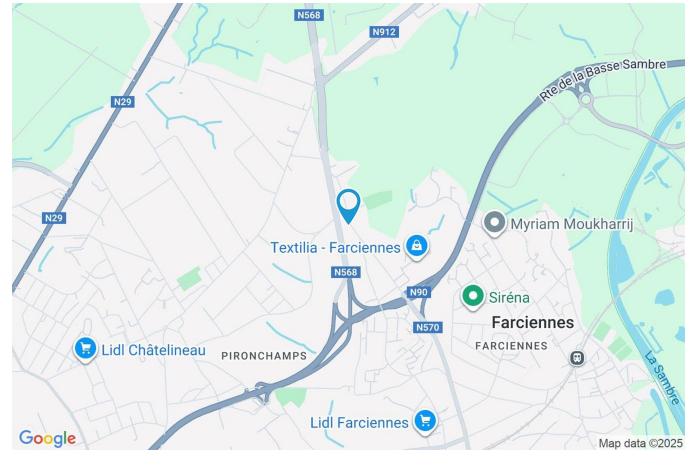 N568
N912
N29
Rte de la Basse Sambre
N29
Myriam Moukharrij
Textilia - Farciennes
N568
N90
Siréna
N570
Farciennes
FARCIENNES
Lidl Châtelineau
PIRONCHAMPS
La Sambre
Lidl Farciennes
Google
Map data ©2025